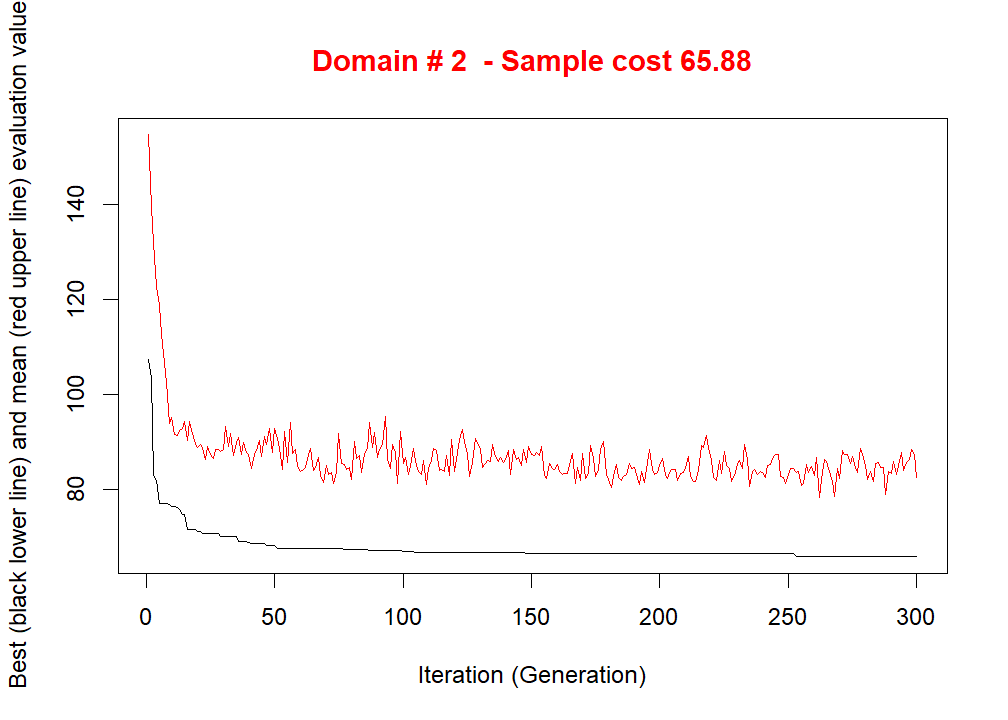 Domain # 2  - Sample cost 65.88
Best (black lower line) and mean (red upper line) evaluation value
140
120
100
80
0 50 100 150 200 250 300
Iteration (Generation)